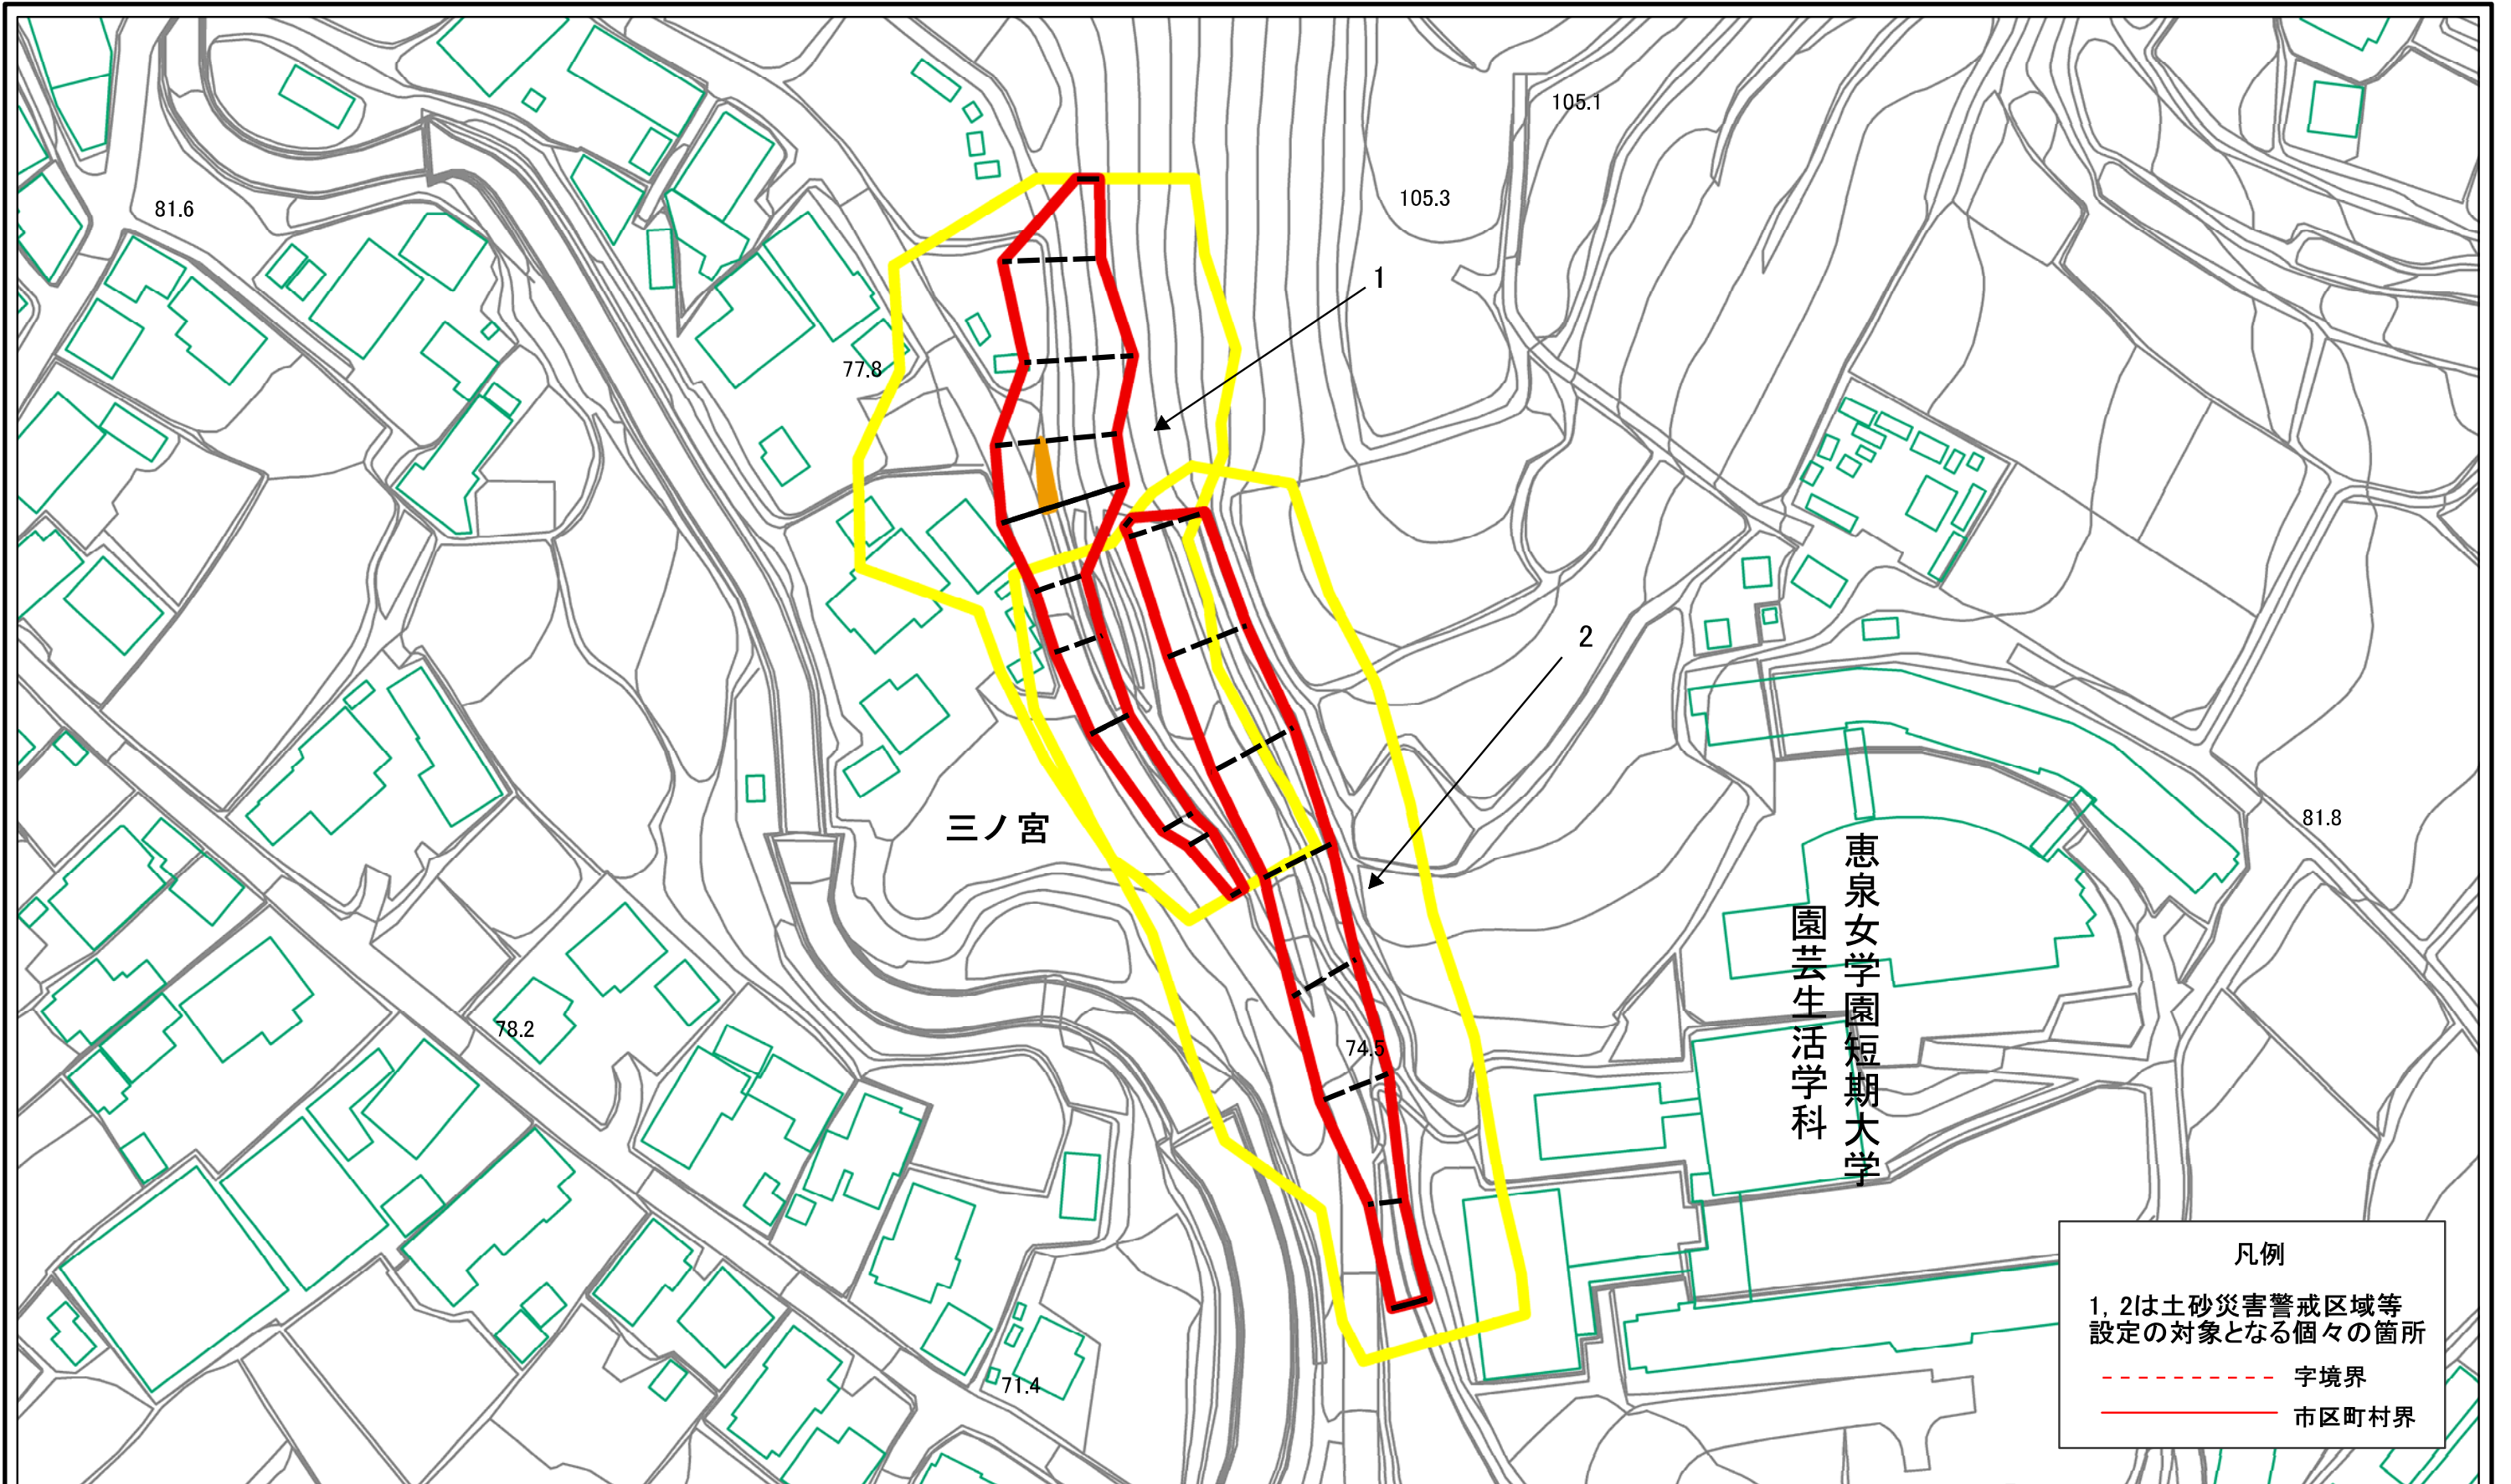 105.1
105.3
81.6
1
77.8
2
三ノ宮
81.8
恵泉女学園短期大学
園芸生活学科
78.2
74.5
71.4
凡例
1, 2は土砂災害警戒区域等
設定の対象となる個々の箇所
字境界
市区町村界